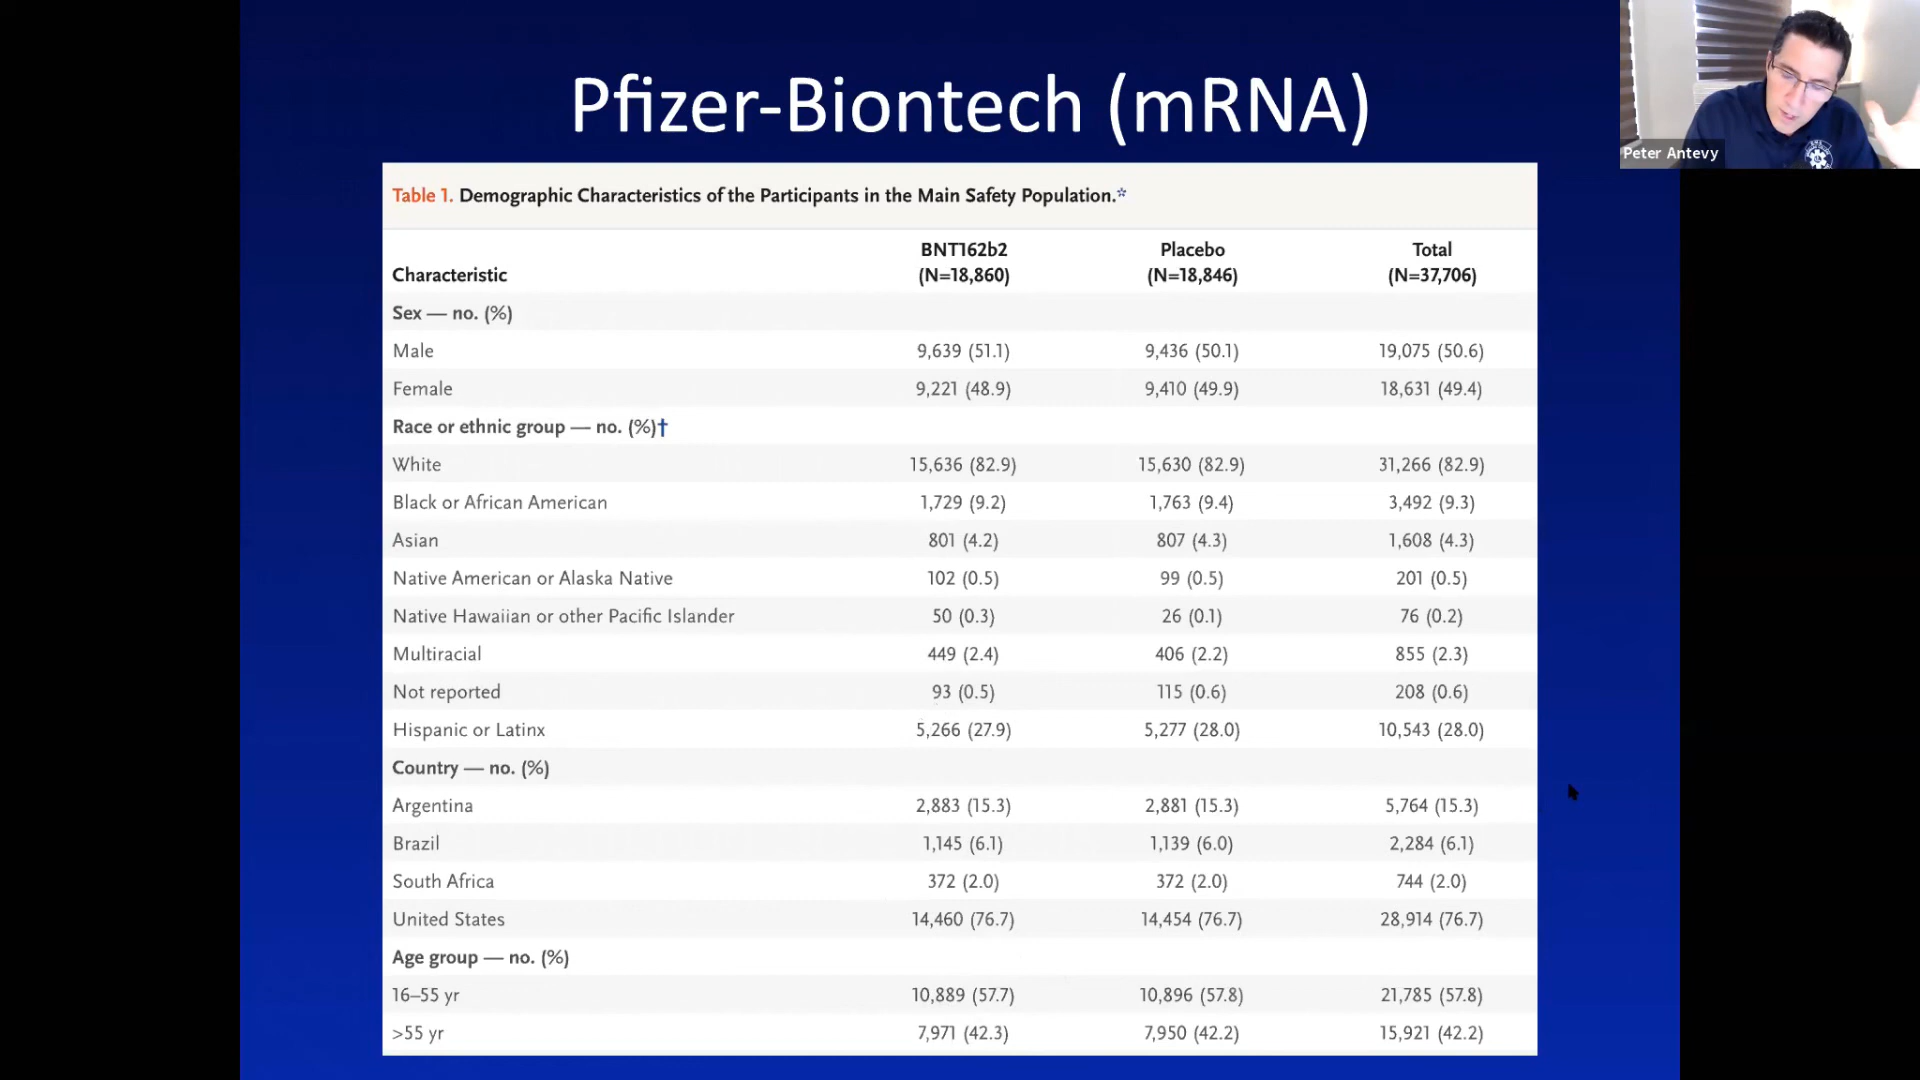 Pfizer-Biontech (mRNA)
Peter Antevy
Table 1. Demographic Characteristics of the Participants in the Main Safety Population.*
Characteristic BNT162b2 (N=18,860) Placebo (N=18,846) Total (N=37,706)
Sex — no. (%)
Male 9,639 (51.1) 9,436 (50.1) 19,075 (50.6)
Female 9,221 (48.9) 9,410 (49.9) 18,631 (49.4)
Race or ethnic group — no. (%)†
White 15,636 (82.9) 15,630 (82.9) 31,266 (82.9)
Black or African American 1,729 (9.2) 1,763 (9.4) 3,492 (9.3)
Asian 801 (4.2) 807 (4.3) 1,608 (4.3)
Native American or Alaska Native 102 (0.5) 99 (0.5) 201 (0.5)
Native Hawaiian or other Pacific Islander 50 (0.3) 26 (0.1) 76 (0.2)
Multiracial 449 (2.4) 406 (2.2) 855 (2.3)
Not reported 93 (0.5) 115 (0.6) 208 (0.6)
Hispanic or Latinx 5,266 (27.9) 5,277 (28.0) 10,543 (28.0)
Country — no. (%)
Argentina 2,883 (15.3) 2,881 (15.3) 5,764 (15.3)
Brazil 1,145 (6.1) 1,139 (6.0) 2,284 (6.1)
South Africa 372 (2.0) 372 (2.0) 744 (2.0)
United States 14,460 (76.7) 14,454 (76.7) 28,914 (76.7)
Age group — no. (%)
16–55 yr 10,889 (57.7) 10,896 (57.8) 21,785 (57.8)
>55 yr 7,971 (42.3) 7,950 (42.2) 15,921 (42.2)